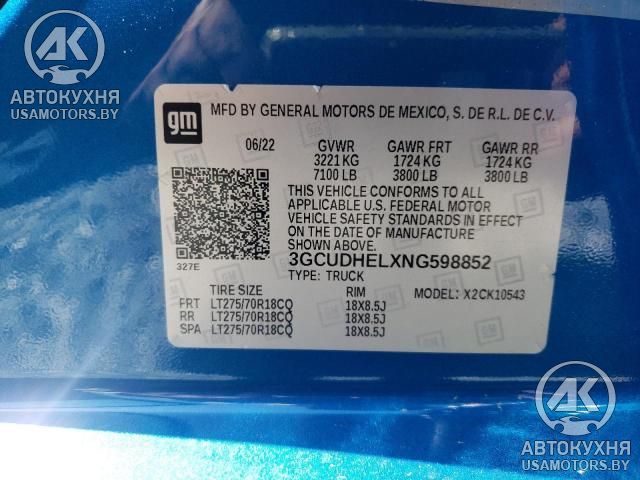 АК
АВТОКУХНЯ
USAMOTORS.BY
gm
MFD BY GENERAL MOTORS DE MEXICO, S. DE R.L. DE C.V.
06/22 GVWR GAWR FRT GAWR RR
3221 KG 1724 KG 1724 KG
7100 LB 3800 LB 3800 LB
THIS VEHICLE CONFORMS TO ALL
APPLICABLE U.S. FEDERAL MOTOR
VEHICLE SAFETY STANDARDS IN EFFECT
ON THE DATE OF MANUFACTURE
SHOWN ABOVE.
327E
3GCUDHELXNG598852
TYPE: TRUCK
TIRE SIZE RIM MODEL: X2CK10543
FRT LT275/70R18CQ 18X8.5J
RR LT275/70R18CQ 18X8.5J
SPA LT275/70R18CQ 18X8.5J
АК
АВТОКУХНЯ
USAMOTORS.BY